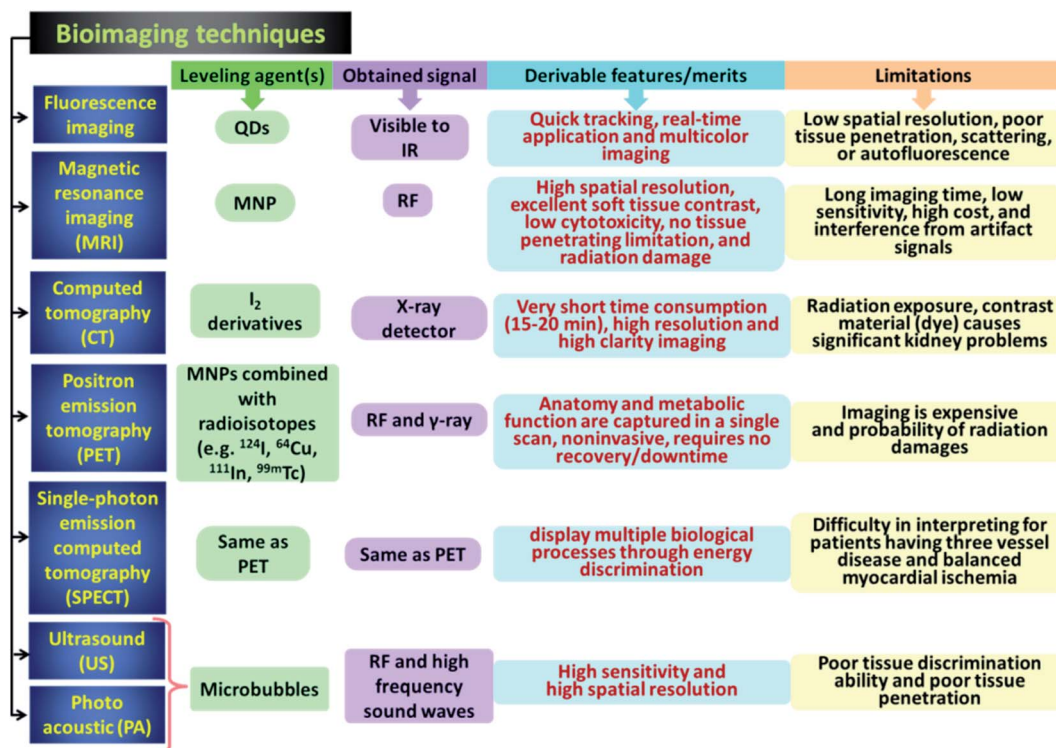 Bioimaging techniques
Leveling agent(s)
Obtained signal
Derivable features/merits
Limitations
Fluorescence
imaging
QDs
Visible to
IR
Quick tracking, real-time
application and multicolor
imaging
Low spatial resolution, poor
tissue penetration, scattering,
or autofluorescence
Magnetic
resonance
imaging
(MRI)
MNP
RF
High spatial resolution,
excellent soft tissue contrast,
low cytotoxicity, no tissue
penetrating limitation, and
radiation damage
Long imaging time, low
sensitivity, high cost, and
interference from artifact
signals
Computed
tomography
(CT)
I₂
derivatives
X-ray
detector
Very short time consumption
(15-20 min), high resolution and
high clarity imaging
Radiation exposure, contrast
material (dye) causes
significant kidney problems
Positron
emission
tomography
(PET)
MNPs combined
with
radioisotopes
(e.g. ¹²⁴I, ⁶⁴Cu,
¹¹¹In, ⁹⁹ᵐTc)
RF and γ-ray
Anatomy and metabolic
function are captured in a single
scan, noninvasive, requires no
recovery/downtime
Imaging is expensive
and probability of radiation
damages
Single-photon
emission
computed
tomography
(SPECT)
Same as
PET
Same as PET
display multiple biological
processes through energy
discrimination
Difficulty in interpreting for
patients having three vessel
disease and balanced
myocardial ischemia
Ultrasound
(US)
Photo
acoustic (PA)
Microbubbles
RF and high
frequency
sound waves
High sensitivity and
high spatial resolution
Poor tissue discrimination
ability and poor tissue
penetration